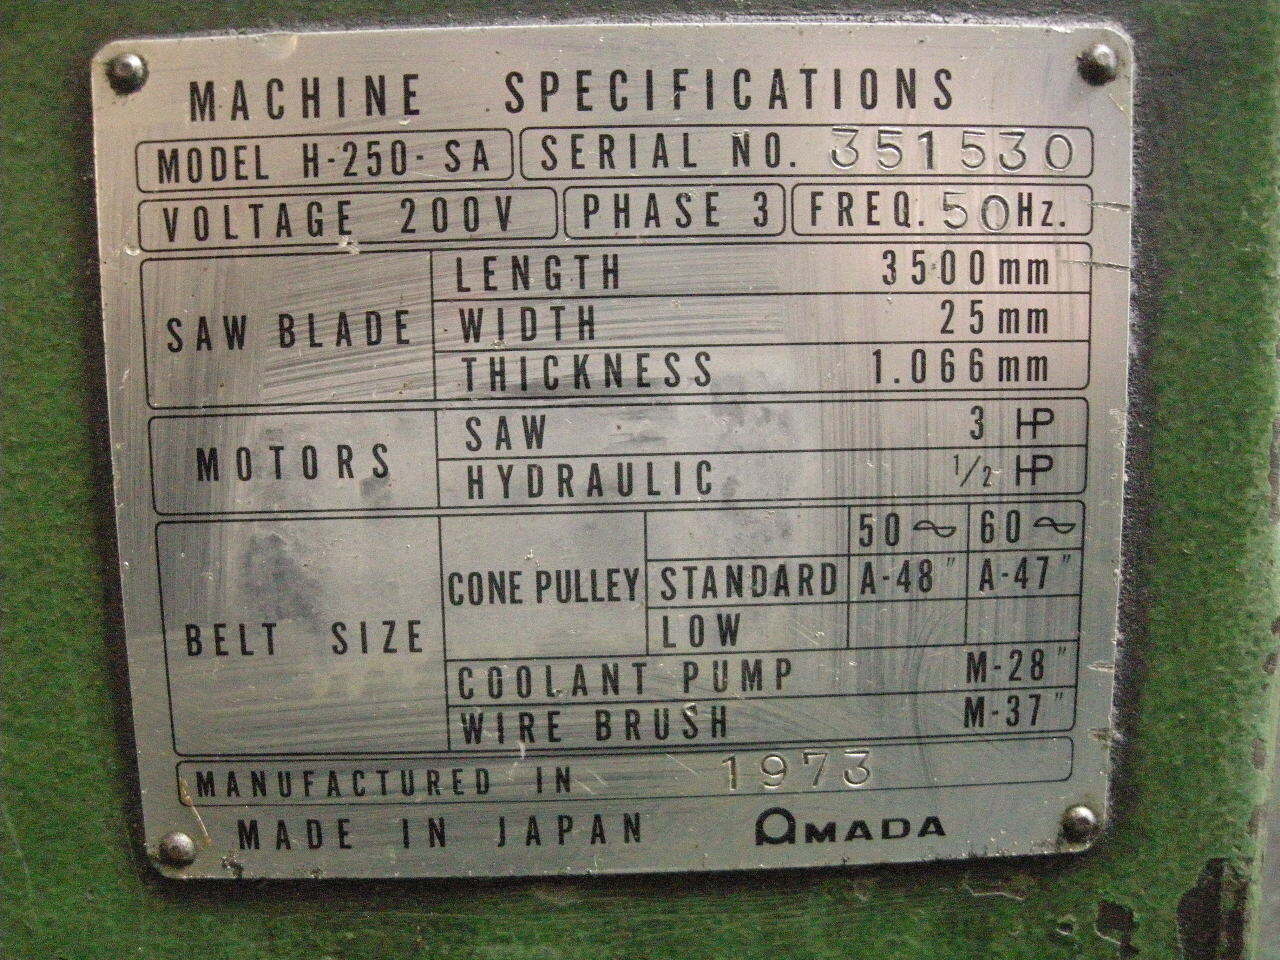 MACHINE SPECIFICATIONS
MODEL H-250-SA SERIAL NO. 351530
VOLTAGE 200V PHASE 3 FREQ. 50Hz.
SAW BLADE
LENGTH 3500mm
WIDTH 25mm
THICKNESS 1.066mm
MOTORS
SAW 3 HP
HYDRAULIC 1/2 HP
BELT SIZE
CONE PULLEY
50~ 60~
STANDARD A-48" A-47"
LOW
COOLANT PUMP M-28"
WIRE BRUSH M-37"
MANUFACTURED IN 1973
MADE IN JAPAN AMADA